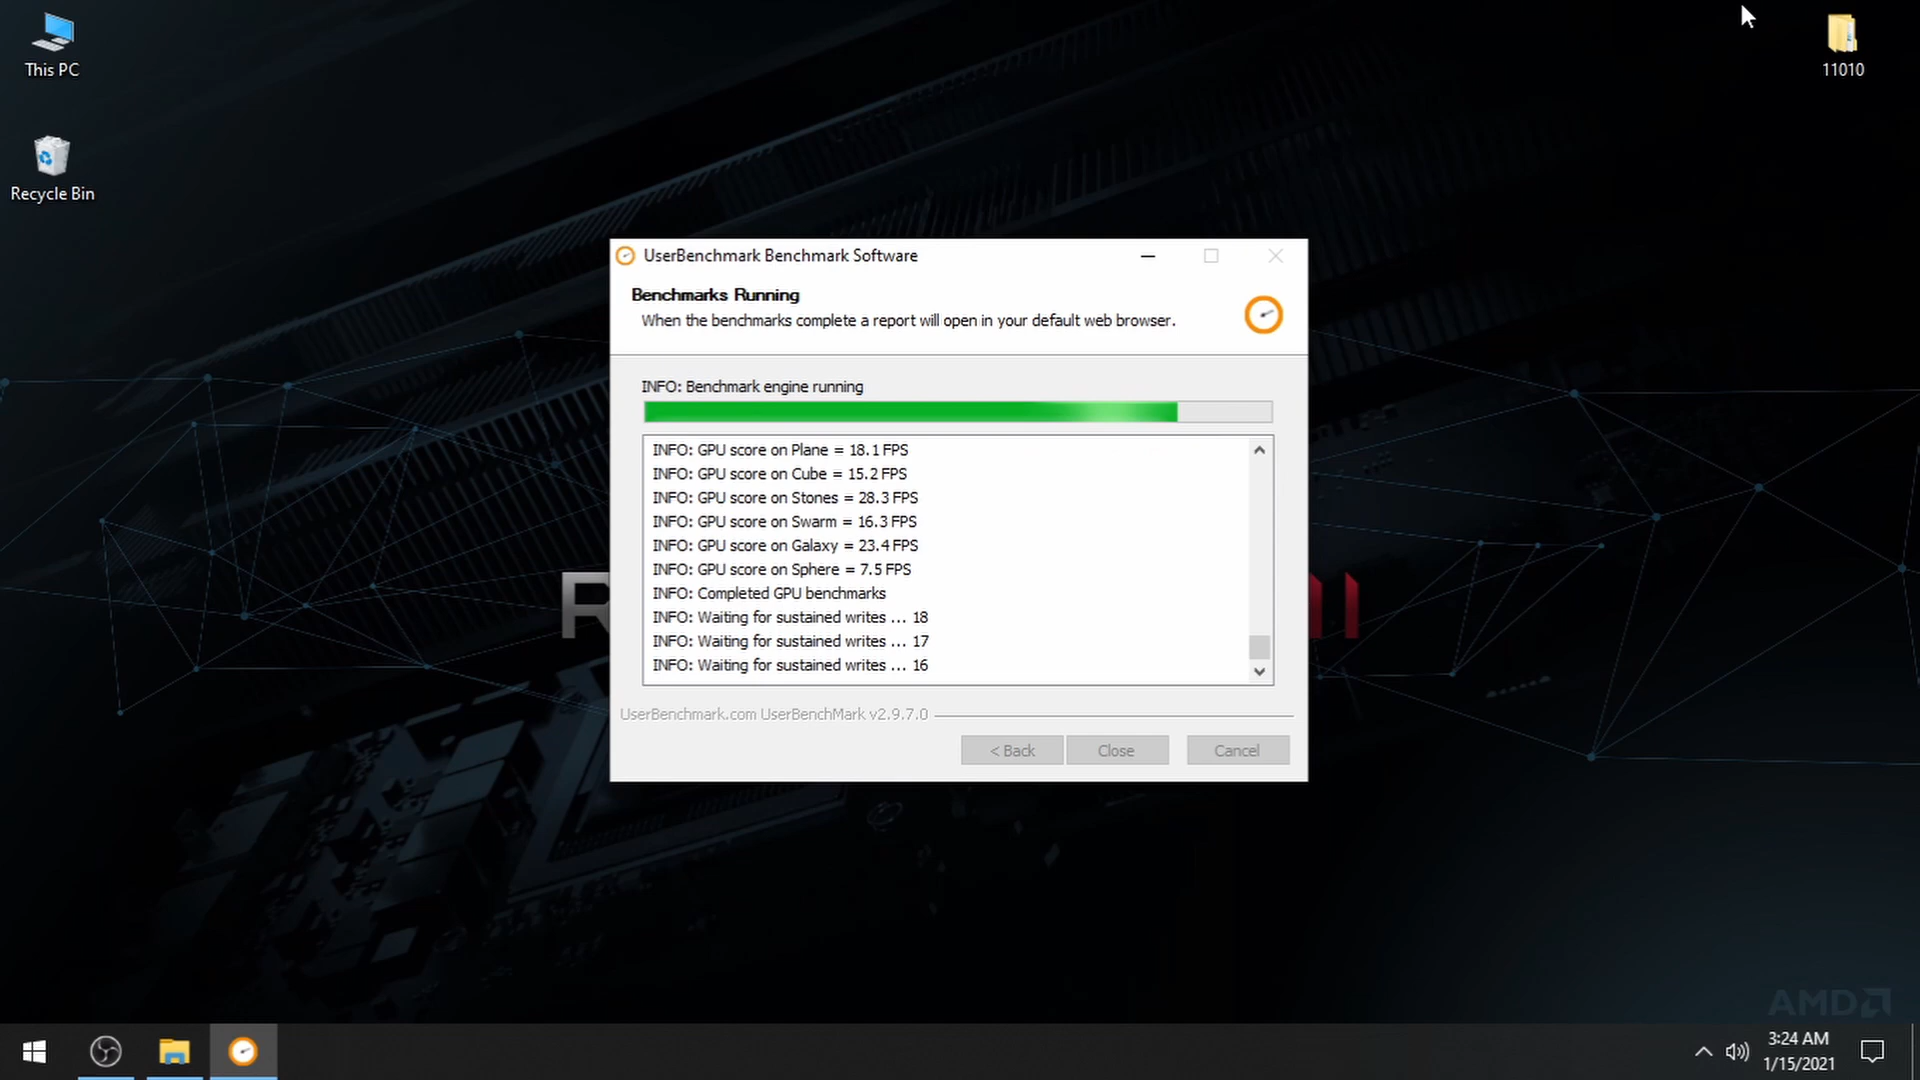 This PC
11010
Recycle Bin
UserBenchmark Benchmark Software
Benchmarks Running
When the benchmarks complete a report will open in your default web browser.
INFO: Benchmark engine running
INFO: GPU score on Plane = 18.1 FPS
INFO: GPU score on Cube = 15.2 FPS
INFO: GPU score on Stones = 28.3 FPS
INFO: GPU score on Swarm = 16.3 FPS
INFO: GPU score on Galaxy = 23.4 FPS
INFO: GPU score on Sphere = 7.5 FPS
INFO: Completed GPU benchmarks
INFO: Waiting for sustained writes ... 18
INFO: Waiting for sustained writes ... 17
INFO: Waiting for sustained writes ... 16
UserBenchmark.com UserBenchMark v2.9.7.0
< Back
Close
Cancel
AMD
3:24 AM
1/15/2021